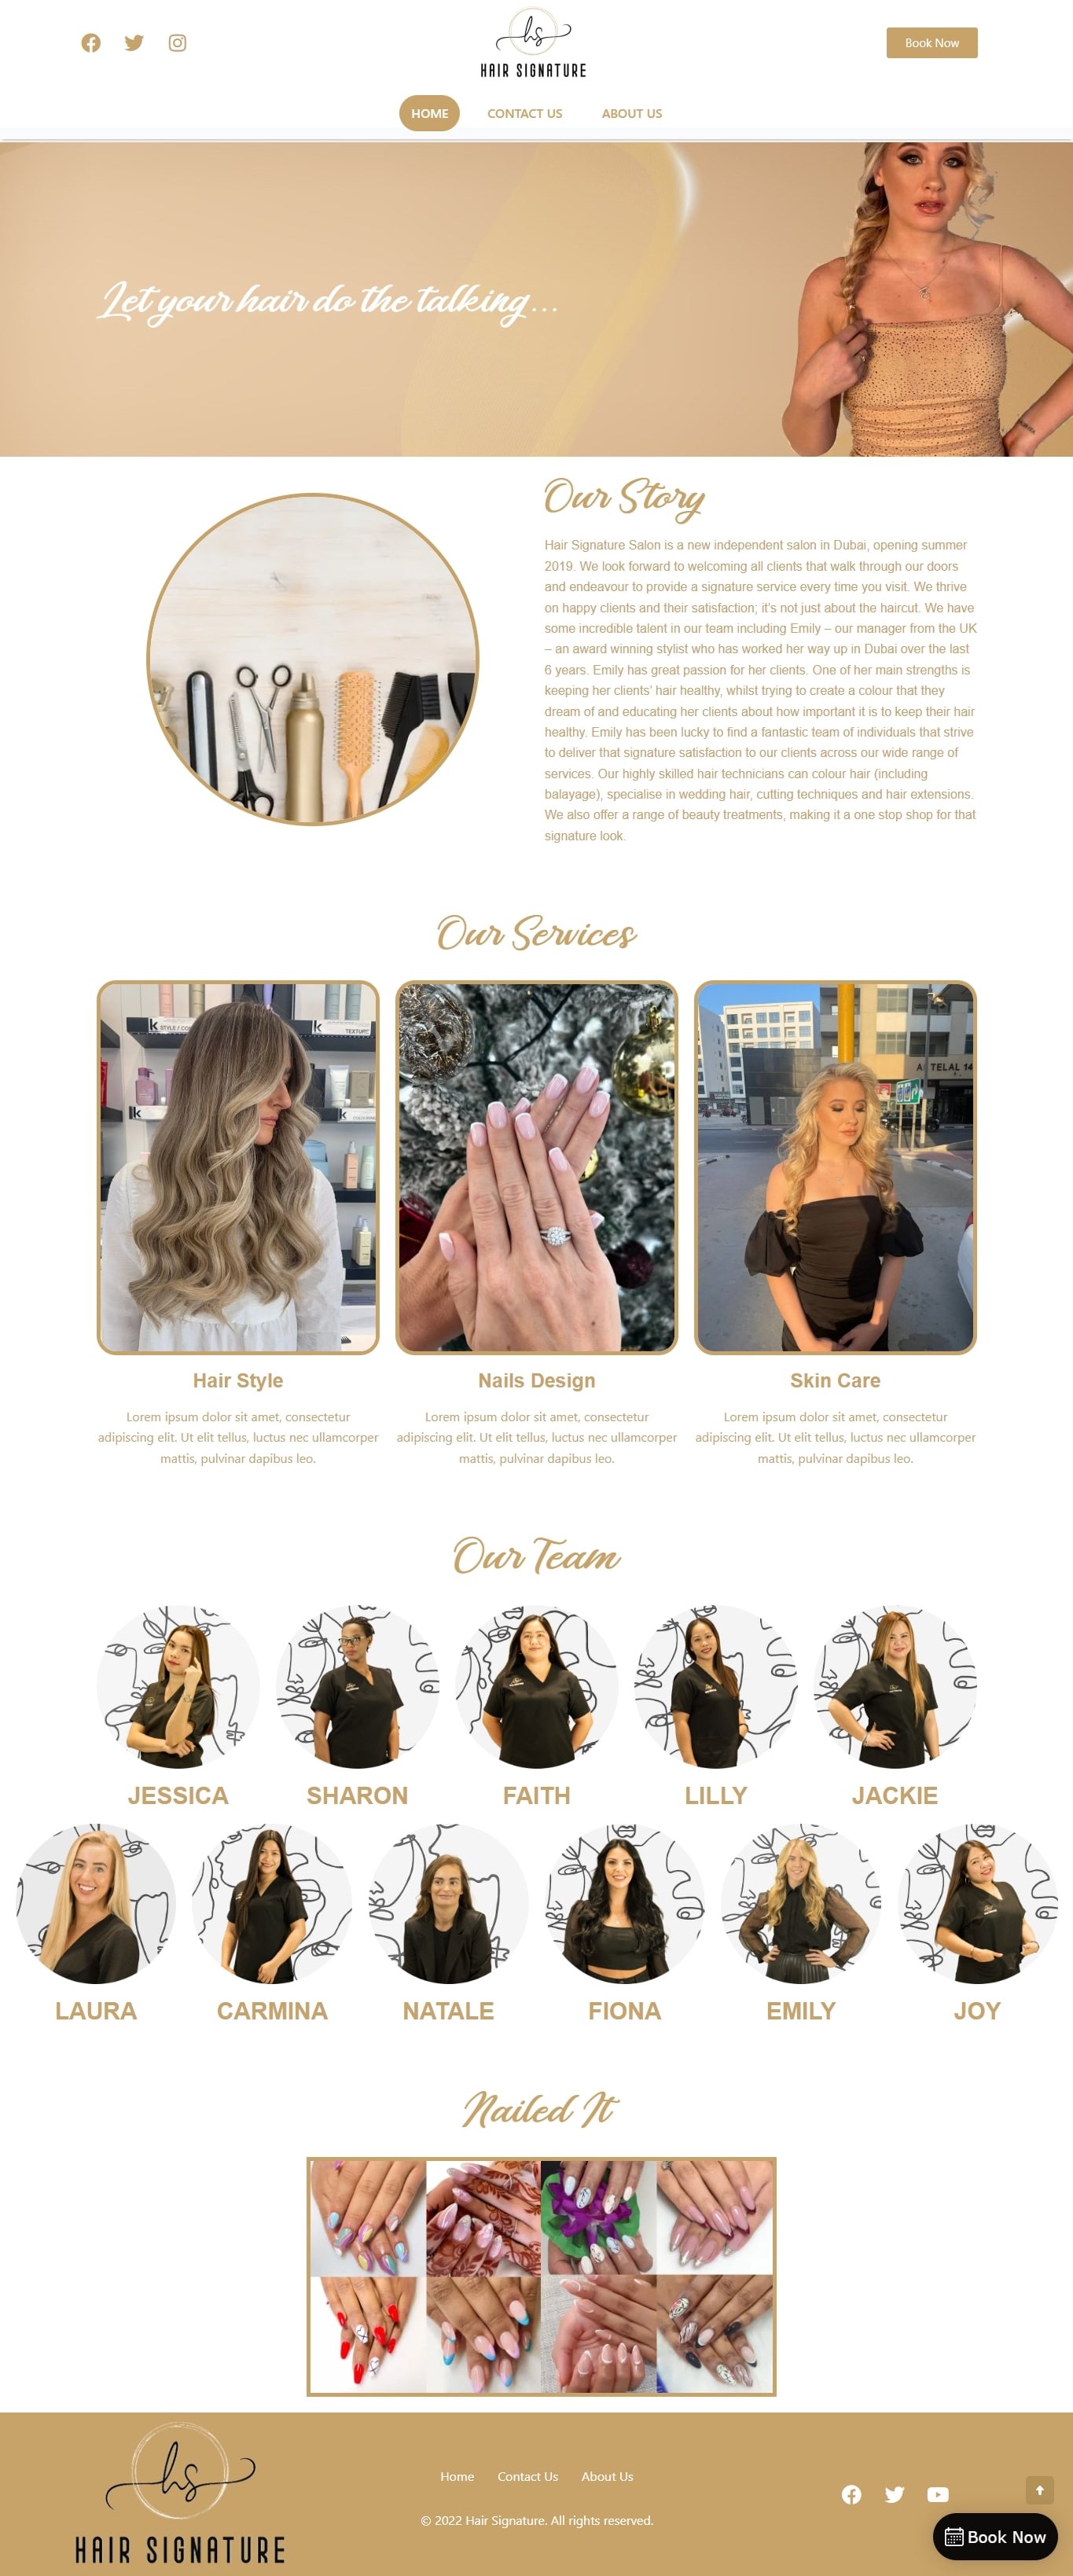 hs
HAIR SIGNATURE
Book Now
HOME
CONTACT US
ABOUT US
Let your hair do the talking...
Our Story
Hair Signature Salon is a new independent salon in Dubai, opening summer
2019. We look forward to welcoming all clients that walk through our doors
and endeavour to provide a signature service every time you visit. We thrive
on happy clients and their satisfaction; it's not just about the haircut. We have
some incredible talent in our team including Emily – our manager from the UK
– an award winning stylist who has worked her way up in Dubai over the last
6 years. Emily has great passion for her clients. One of her main strengths is
keeping her clients' hair healthy, whilst trying to create a colour that they
dream of and educating her clients about how important it is to keep their hair
healthy. Emily has been lucky to find a fantastic team of individuals that strive
to deliver that signature satisfaction to our clients across our wide range of
services. Our highly skilled hair technicians can colour hair (including
balayage), specialise in wedding hair, cutting techniques and hair extensions.
We also offer a range of beauty treatments, making it a one stop shop for that
signature look.
Our Services
k STYLE / CO
k
TEXTURE
k
k
TELAL 14
Hair Style
Nails Design
Skin Care
Lorem ipsum dolor sit amet, consectetur
adipiscing elit. Ut elit tellus, luctus nec ullamcorper
mattis, pulvinar dapibus leo.
Lorem ipsum dolor sit amet, consectetur
adipiscing elit. Ut elit tellus, luctus nec ullamcorper
mattis, pulvinar dapibus leo.
Lorem ipsum dolor sit amet, consectetur
adipiscing elit. Ut elit tellus, luctus nec ullamcorper
mattis, pulvinar dapibus leo.
Our Team
JESSICA
SHARON
FAITH
LILLY
JACKIE
LAURA
CARMINA
NATALE
FIONA
EMILY
JOY
Nailed It
hs
HAIR SIGNATURE
Home
Contact Us
About Us
© 2022 Hair Signature. All rights reserved.
Book Now